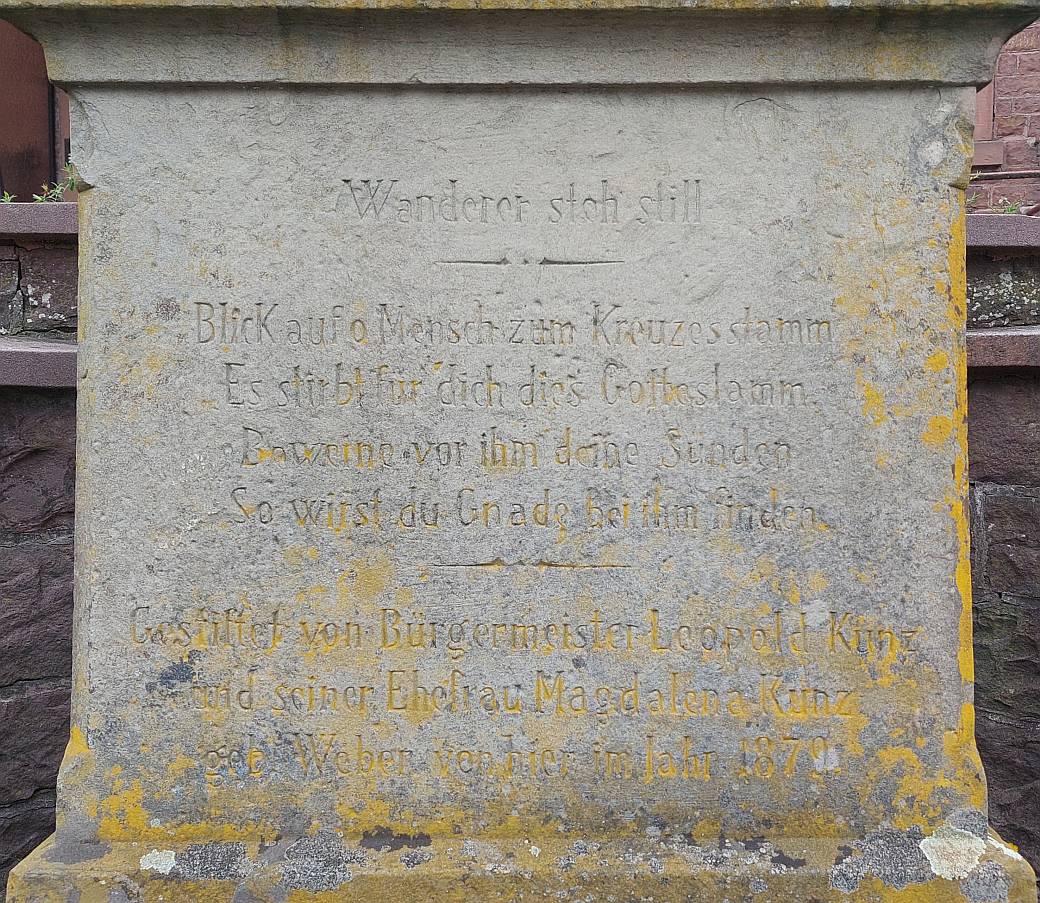 Wanderer steh still
Blick auf o Mensch zum Kreuzesstamm
Es stirbt für dich dies Gotteslamm.
Beweine vor ihm deine Sünden
So wijst du Gnade bei ihm finden.
Gestiftet von Bürgermeister Leopold Kunz
und seiner Ehefrau Magdalena Kunz
geb. Weber von hier im Jahr 1879.